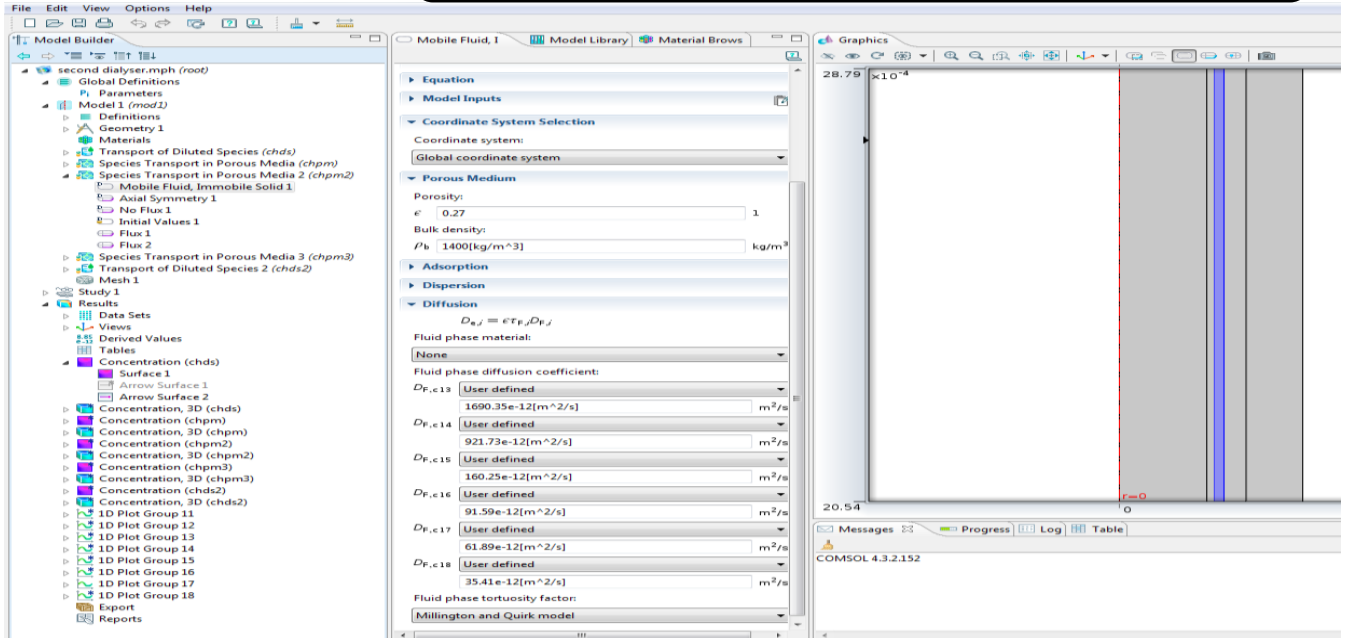 File Edit View Options Help
Model Builder
second dialyser.mph (root)
Global Definitions
Pi Parameters
Model 1 (mod1)
Definitions
Geometry 1
Materials
Transport of Diluted Species (chds)
Species Transport in Porous Media (chpm)
Species Transport in Porous Media 2 (chpm2)
Mobile Fluid, Immobile Solid 1
Axial Symmetry 1
No Flux 1
Initial Values 1
Flux 1
Flux 2
Species Transport in Porous Media 3 (chpm3)
Transport of Diluted Species 2 (chds2)
Mesh 1
Study 1
Results
Data Sets
Views
8.85
e-12
Derived Values
Tables
Concentration (chds)
Surface 1
Arrow Surface 1
Arrow Surface 2
Concentration, 3D (chds)
Concentration (chpm)
Concentration, 3D (chpm)
Concentration (chpm2)
Concentration, 3D (chpm2)
Concentration (chpm3)
Concentration, 3D (chpm3)
Concentration (chds2)
Concentration, 3D (chds2)
1D Plot Group 11
1D Plot Group 12
1D Plot Group 13
1D Plot Group 14
1D Plot Group 15
1D Plot Group 16
1D Plot Group 17
1D Plot Group 18
Export
Reports
Mobile Fluid, I Model Library Material Brows
Equation
Model Inputs
Coordinate System Selection
Coordinate system:
Global coordinate system
Porous Medium
Porosity:
ϵ 0.27 1
Bulk density:
ρb 1400[kg/m^3] kg/m³
Adsorption
Dispersion
Diffusion
De,i = ϵτF,iDF,i
Fluid phase material:
None
Fluid phase diffusion coefficient:
DF,c13 User defined
1690.35e-12[m^2/s] m²/s
DF,c14 User defined
921.73e-12[m^2/s] m²/s
DF,c15 User defined
160.25e-12[m^2/s] m²/s
DF,c16 User defined
91.59e-12[m^2/s] m²/s
DF,c17 User defined
61.89e-12[m^2/s] m²/s
DF,c18 User defined
35.41e-12[m^2/s] m²/s
Fluid phase tortuosity factor:
Millington and Quirk model
Graphics
28.79 ×10⁻⁴
r=0
20.54
0
Messages Progress Log Table
COMSOL 4.3.2.152